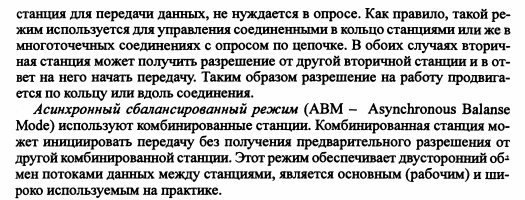 станция для передачи данных, не нуждается в опросе. Как правило, такой ре-
жим используется для управления соединенными в кольцо станциями или же в
многоточечных соединениях с опросом по цепочке. В обоих случаях вторич-
ная станция может получить разрешение от другой вторичной станции и в от-
вет на него начать передачу. Таким образом разрешение на работу продвига-
ется по кольцу или вдоль соединения.
Асинхронный сбалансированный режим (ABM – Asynchronous Balanse
Mode) используют комбинированные станции. Комбинированная станция мо-
жет инициировать передачу без получения предварительного разрешения от
другой комбинированной станции. Этот режим обеспечивает двусторонний об-
мен потоками данных между станциями, является основным (рабочим) и ши-
роко используемым на практике.